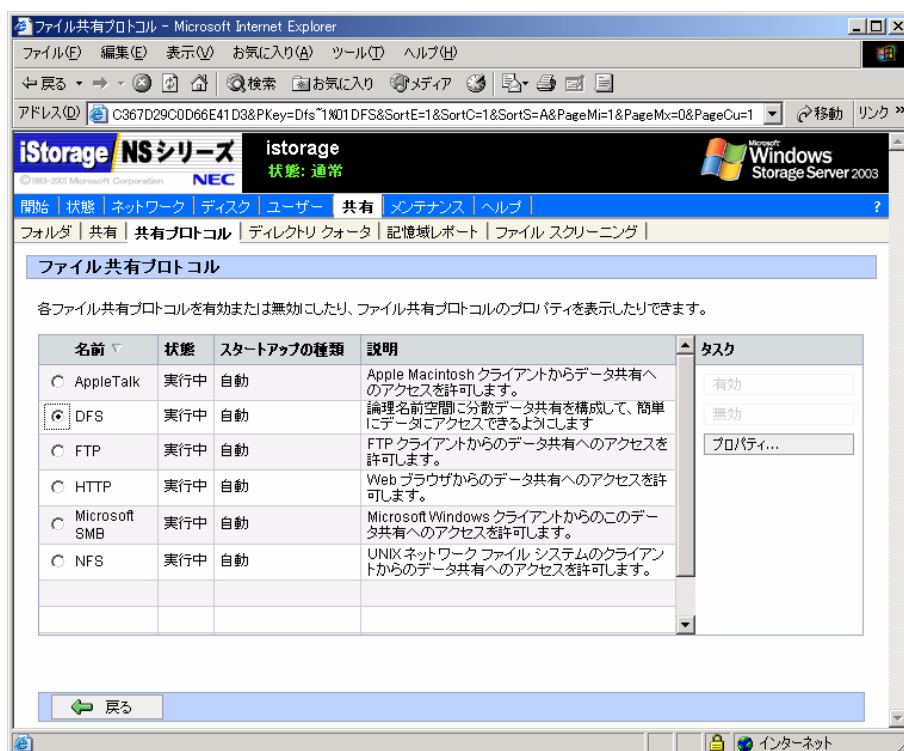 ファイル共有プロトコル - Microsoft Internet Explorer
ファイル(F) 編集(E) 表示(V) お気に入り(A) ツール(T) ヘルプ(H)
戻る 検索 お気に入り メディア
アドレス(D) C367D29C0D66E41D3&PKey=Dfs~1%01DFS&SortE=1&SortC=1&SortS=A&PageMi=1&PageMx=0&PageCu=1 移動 リンク »
iStorage NSシリーズ istorage Microsoft Windows
©1983-2001 Microsoft Corporation NEC 状態: 通常 Storage Server 2003
開始 | 状態 | ネットワーク | ディスク | ユーザー | 共有 | メンテナンス | ヘルプ | ?
フォルダ | 共有 | 共有プロトコル | ディレクトリ クォータ | 記憶域レポート | ファイル スクリーニング |
ファイル共有プロトコル
各ファイル共有プロトコルを有効または無効にしたり、ファイル共有プロトコルのプロパティを表示したりできます。
名前 状態 スタートアップの種類 説明 タスク
AppleTalk 実行中 自動 Apple Macintosh クライアントからデータ共有へ
のアクセスを許可します。 有効
DFS 実行中 自動 論理名前空間に分散データ共有を構成して、簡単
にデータにアクセスできるようにします 無効
FTP 実行中 自動 FTP クライアントからのデータ共有へのアクセスを
許可します。 プロパティ...
HTTP 実行中 自動 Web ブラウザからのデータ共有へのアクセスを許
可します。
Microsoft
SMB 実行中 自動 Microsoft Windows クライアントからのこのデー
タ共有へのアクセスを許可します。
NFS 実行中 自動 UNIX ネットワーク ファイル システムのクライアン
トからのデータ共有へのアクセスを許可します。
戻る
インターネット